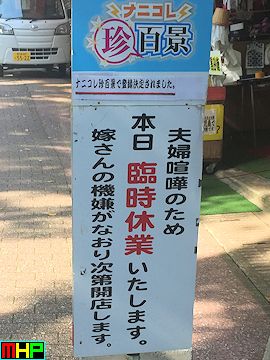 ナニコレ
珍百景
ナニコレ珍百景で登録決定されました。
夫婦喧嘩のため
本日 臨時休業いたします。
嫁さんの機嫌がなおり次第開店します。
MHP